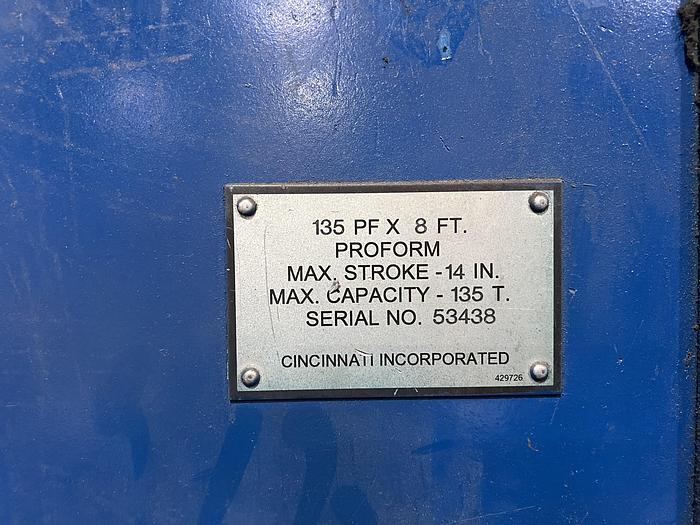 135 PF X 8 FT.
PROFORM
MAX. STROKE -14 IN.
MAX. CAPACITY - 135 T.
SERIAL NO. 53438
CINCINNATI INCORPORATED
429726